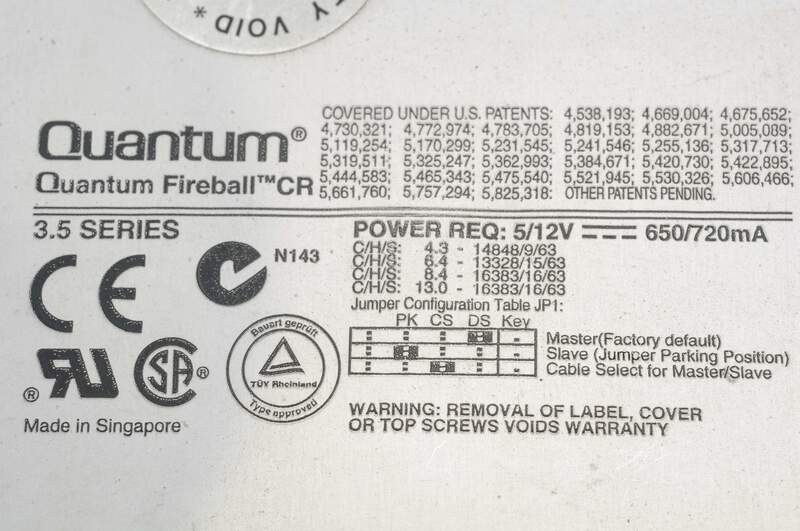 * VOID
Quantum®
Quantum Fireball™CR
COVERED UNDER U.S. PATENTS: 4,538,193; 4,669,004; 4,675,652;
4,730,321; 4,772,974; 4,783,705; 4,819,153; 4,882,671; 5,005,089;
5,119,254; 5,170,299; 5,231,545; 5,241,546; 5,255,136; 5,317,713;
5,319,511; 5,325,247; 5,362,993; 5,384,671; 5,420,730; 5,422,895;
5,444,583; 5,465,343; 5,475,540; 5,521,945; 5,530,326; 5,606,466;
5,661,760; 5,757,294; 5,825,318; OTHER PATENTS PENDING.
3.5 SERIES
CE
N143
POWER REQ: 5/12V 650/720mA
C/H/S: 4.3 - 14848/9/63
C/H/S: 6.4 - 13328/15/63
C/H/S: 8.4 - 16383/16/63
C/H/S: 13.0 - 16383/16/63
Jumper Configuration Table JP1:
PK CS DS Key
Master(Factory default)
Slave (Jumper Parking Position)
Cable Select for Master/Slave
Bauart geprüft
TÜV Rheinland
Type approved
® SA ®
Made in Singapore
WARNING: REMOVAL OF LABEL, COVER
OR TOP SCREWS VOIDS WARRANTY